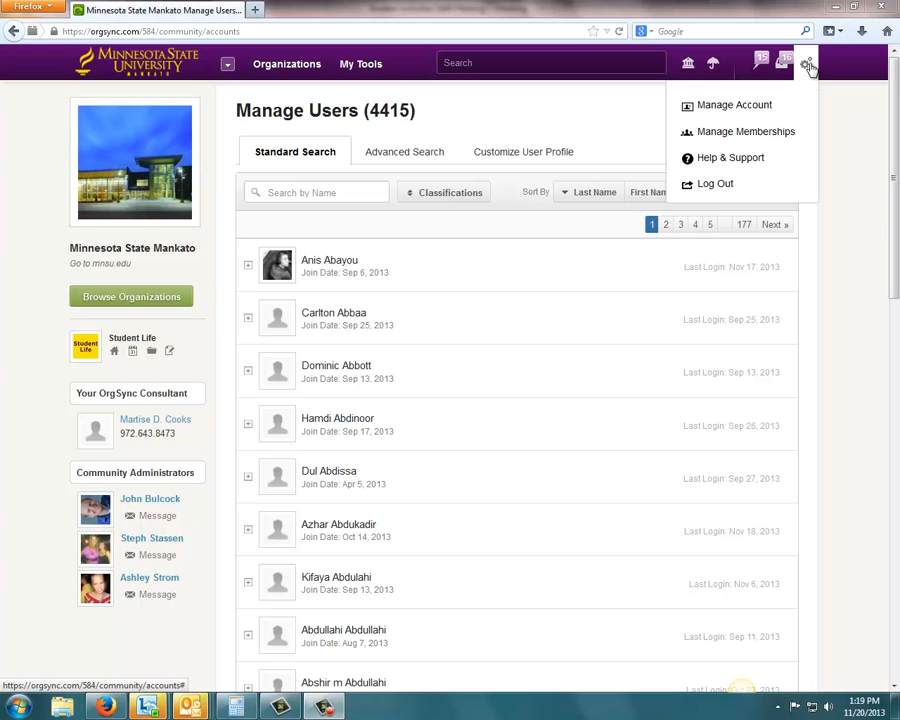 Firefox
Minnesota State Mankato Manage Users...
https://orgsync.com/584/community/accounts
Google
MINNESOTA STATE
UNIVERSITY
MANKATO
Organizations
My Tools
Search
15
16
Manage Account
Manage Memberships
Help & Support
Log Out
Manage Users (4415)
Standard Search
Advanced Search
Customize User Profile
Search by Name
Classifications
Sort By
Last Name
First Nam
1 2 3 4 5 ... 177 Next »
Minnesota State Mankato
Go to mnsu.edu
Browse Organizations
Student Life
Student
Life
Your OrgSync Consultant
Martise D. Cooks
972.643.8473
Community Administrators
John Bulcock
Message
Steph Stassen
Message
Ashley Strom
Message
Anis Abayou
Join Date: Sep 6, 2013
Last Login: Nov 17, 2013
Carlton Abbaa
Join Date: Sep 25, 2013
Last Login: Sep 25, 2013
Dominic Abbott
Join Date: Sep 13, 2013
Last Login: Sep 13, 2013
Hamdi Abdinoor
Join Date: Sep 17, 2013
Last Login: Sep 26, 2013
Dul Abdissa
Join Date: Apr 5, 2013
Last Login: Sep 27, 2013
Azhar Abdukadir
Join Date: Oct 14, 2013
Last Login: Nov 18, 2013
Kifaya Abdulahi
Join Date: Sep 13, 2013
Last Login: Nov 6, 2013
Abdullahi Abdullahi
Join Date: Aug 7, 2013
Last Login: Sep 11, 2013
Abshir m Abdullahi
https://orgsync.com/584/community/accounts#
1:19 PM
11/20/2013